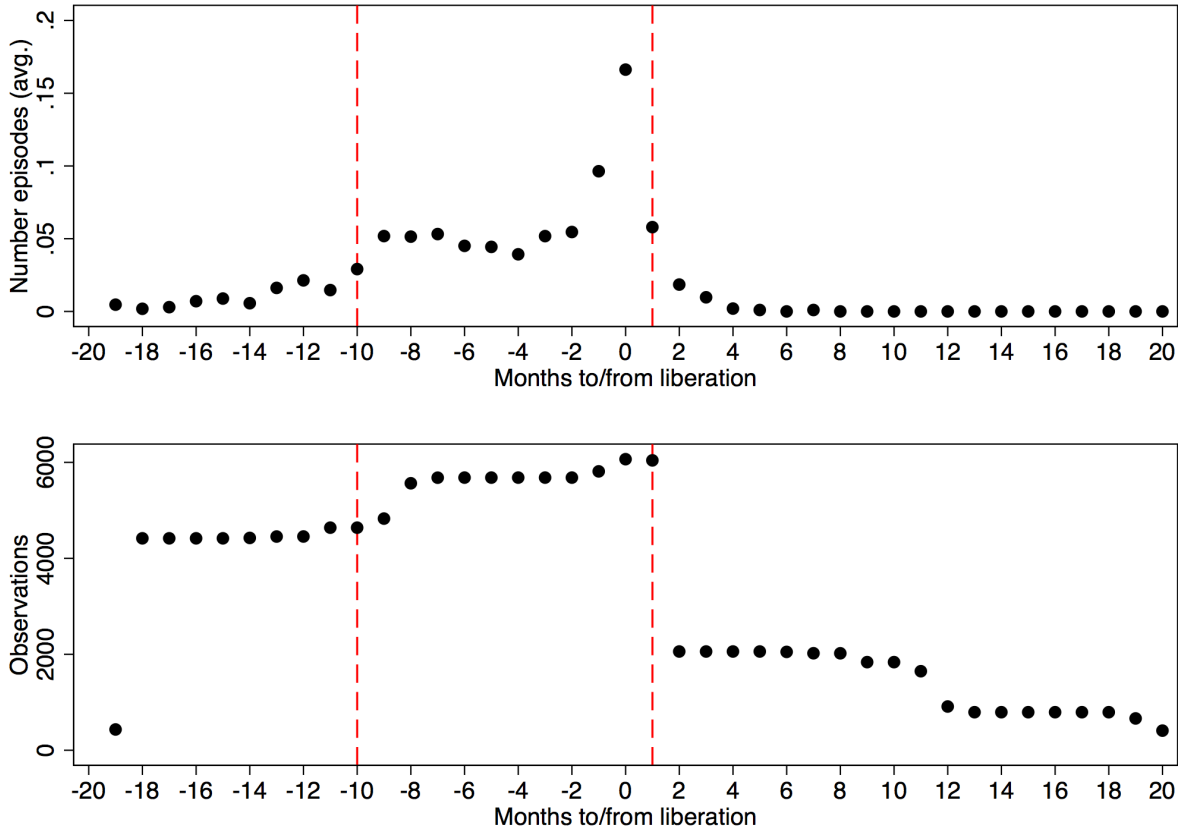 .2
.15
.1
.05
0
Number episodes (avg.)
-20 -18 -16 -14 -12 -10 -8 -6 -4 -2 0 2 4 6 8 10 12 14 16 18 20
Months to/from liberation
6000
4000
2000
0
Observations
-20 -18 -16 -14 -12 -10 -8 -6 -4 -2 0 2 4 6 8 10 12 14 16 18 20
Months to/from liberation